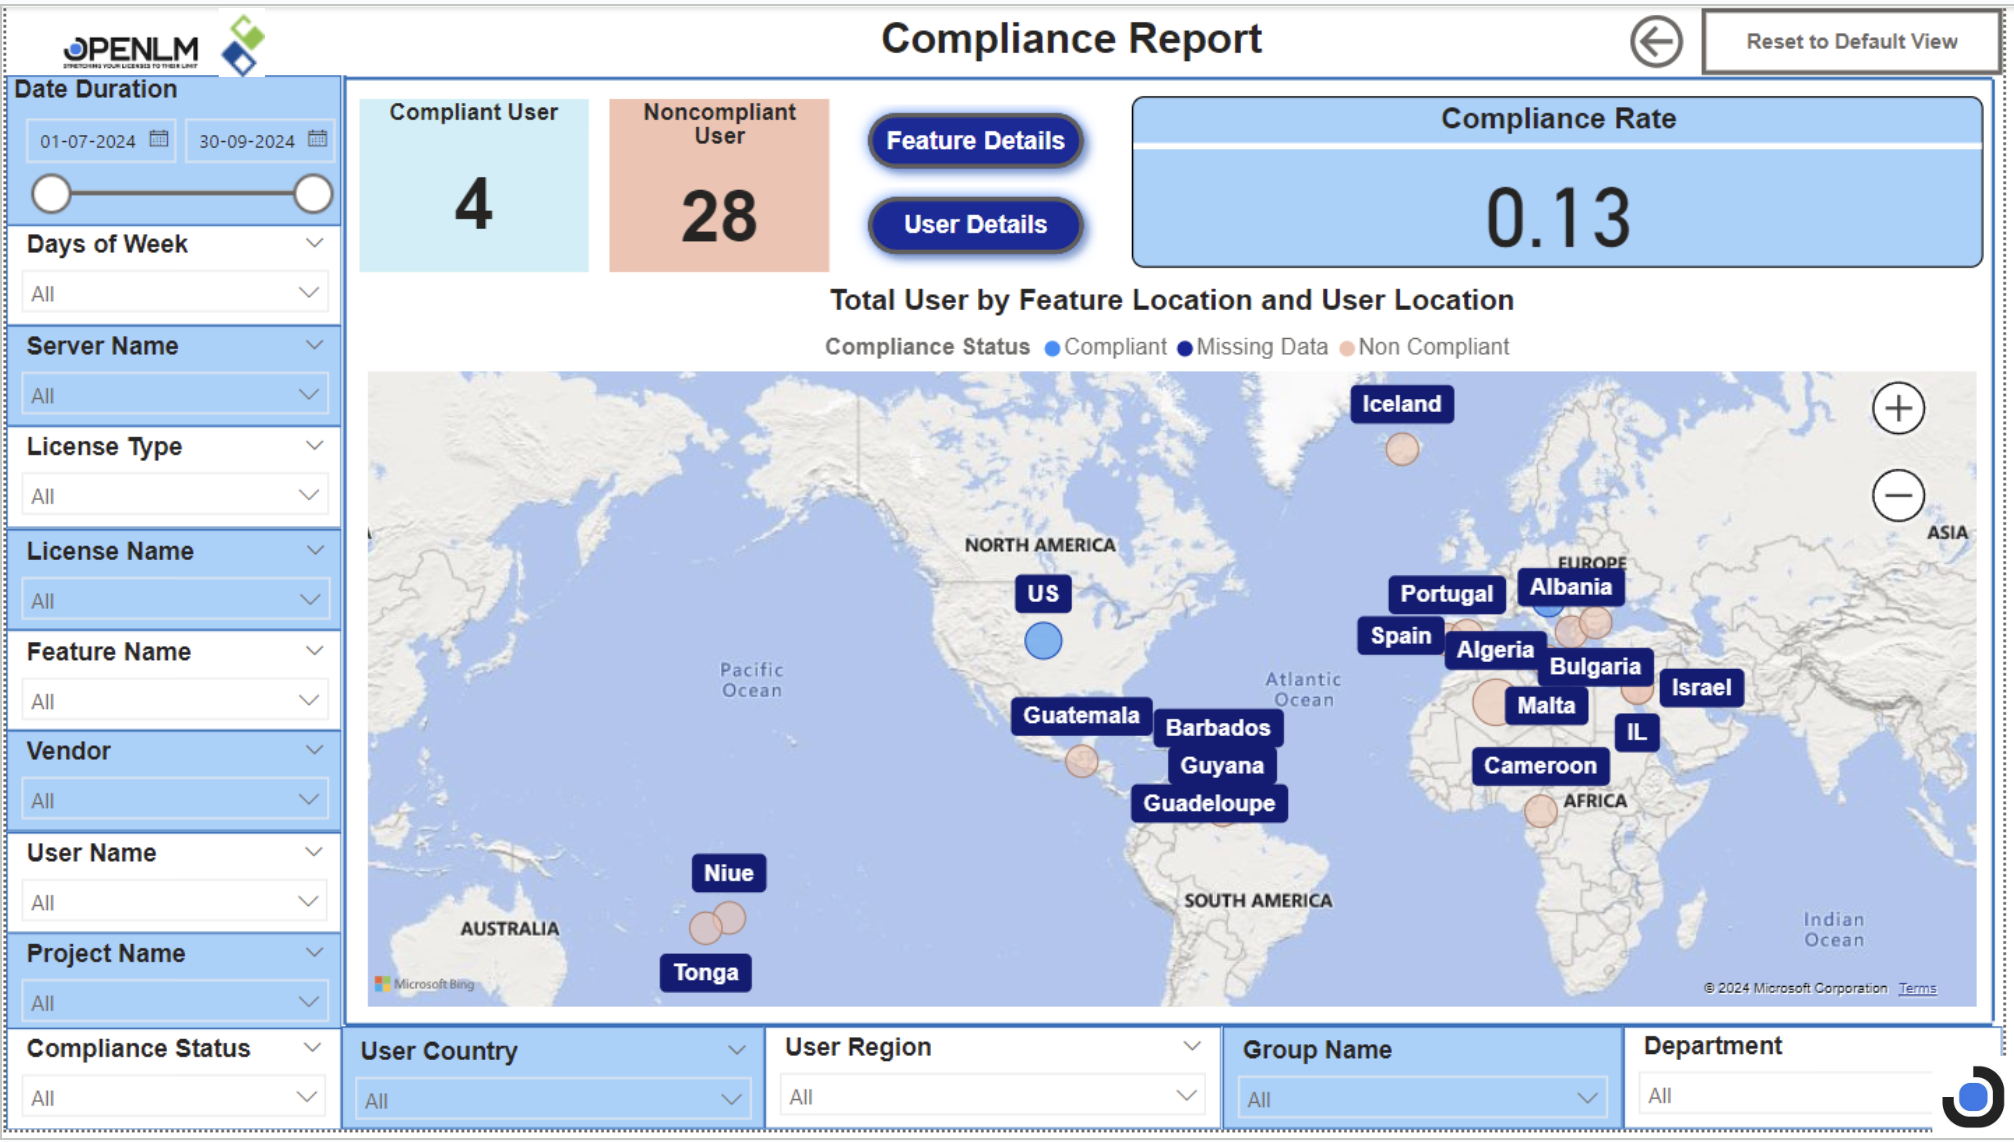 OPENLM
STRETCHING YOUR LICENSES TO THEIR LIMIT
Compliance Report
Reset to Default View
Date Duration
01-07-2024
30-09-2024
Days of Week
All
Server Name
All
License Type
All
License Name
All
Feature Name
All
Vendor
All
User Name
All
Project Name
All
Compliance Status
All
Compliant User
4
Noncompliant
User
28
Feature Details
User Details
Compliance Rate
0.13
Total User by Feature Location and User Location
Compliance Status Compliant Missing Data Non Compliant
Iceland
ASIA
NORTH AMERICA
EUROPE
US
Portugal
Albania
Spain
Algeria
Bulgaria
Israel
Pacific
Ocean
Atlantic
Ocean
Malta
IL
Guatemala
Barbados
Guyana
Guadeloupe
Cameroon
AFRICA
Niue
SOUTH AMERICA
AUSTRALIA
Indian
Ocean
Tonga
Microsoft Bing
© 2024 Microsoft Corporation Terms
User Country
All
User Region
All
Group Name
All
Department
All